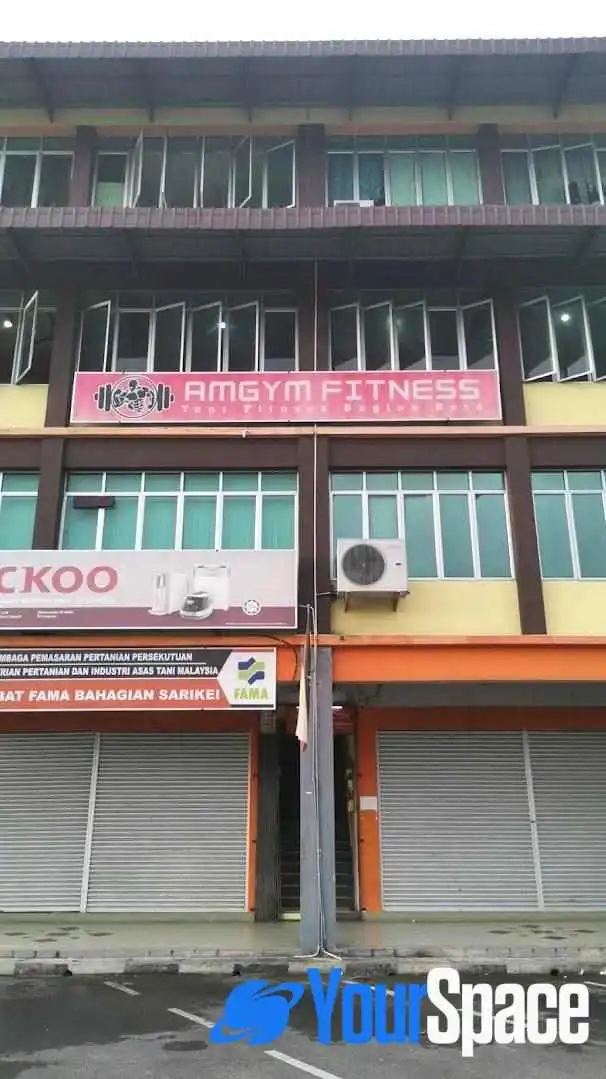 AMGYM FITNESS
Your Fitness Begins Here
CKOO
MBAGA PEMASARAN PERTANIAN PERSEKUTUAN
ERIAN PERTANIAN DAN INDUSTRI ASAS TANI MALAYSIA
BAT FAMA BAHAGIAN SARIKEI
FAMA
YourSpace